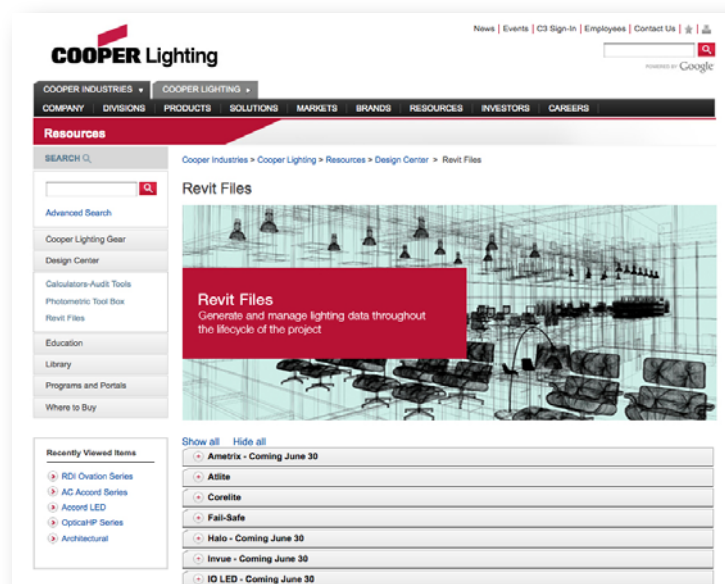 News | Events | C3 Sign-In | Employees | Contact Us
COOPER Lighting
POWERED BY Google
COOPER INDUSTRIES
COOPER LIGHTING
COMPANY DIVISIONS PRODUCTS SOLUTIONS MARKETS BRANDS RESOURCES INVESTORS CAREERS
Resources
SEARCH
Advanced Search
Cooper Lighting Gear
Design Center
Calculators-Audit Tools
Photometric Tool Box
Revit Files
Education
Library
Programs and Portals
Where to Buy
Recently Viewed Items
RDI Ovation Series
AC Accord Series
Accord LED
OpticaHP Series
Architectural
Cooper Industries > Cooper Lighting > Resources > Design Center > Revit Files
Revit Files
Revit Files
Generate and manage lighting data throughout
the lifecycle of the project
Show all Hide all
Ametrix - Coming June 30
Atlite
Corelite
Fail-Safe
Halo - Coming June 30
Invue - Coming June 30
IO LED - Coming June 30